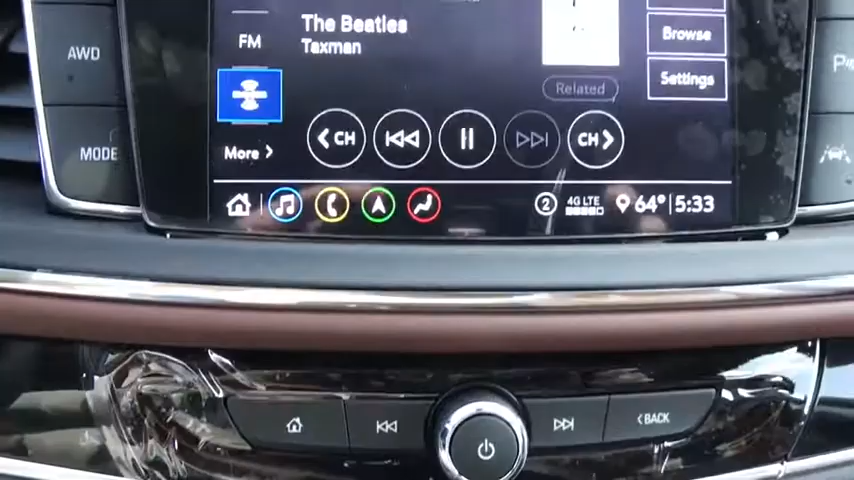 The Beatles
Taxman
FM
Browse
Settings
Related
More >
< CH
CH >
AWD
MODE
2
4G LTE
64° 5:33
< BACK